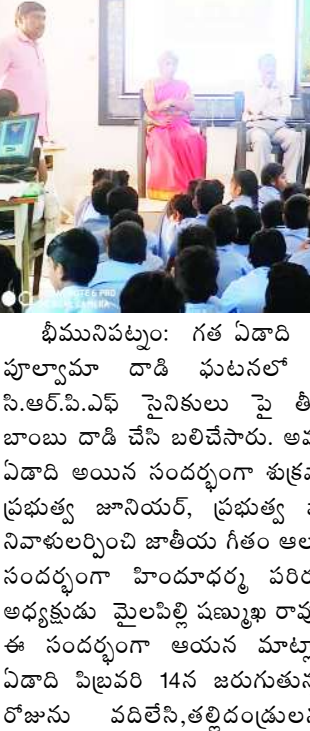 భీమునిపట్నం: గత ఏడాది
పూల్వామా దాడి ఘటనలో
సి.ఆర్.పి.ఎఫ్ సైనికులు పై
బాంబు దాడి చేసి బలిచేసారు.
ఏడాది అయిన సందర్భంగా
ప్రభుత్వ జూనియర్, ప్రభుత్వ
నివాళులర్పించి జాతీయ గీతం
సందర్భంగా హిందూధర్మ
అధ్యక్షుడు మైలపిల్లి షణ్ముఖ
ఈ సందర్భంగా ఆయన
ఏడాది పిబ్రవరి 14న
రోజును వదిలేసి,